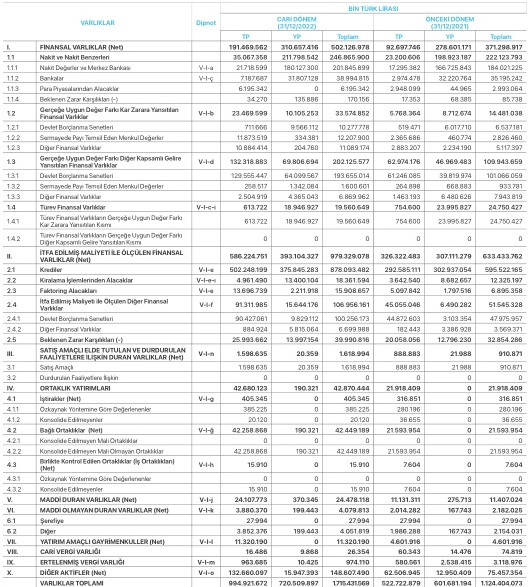 BİN TÜRK LİRASI
VARLIKLAR Dipnot CARİ DÖNEM (31/12/2022) ÖNCEKİ DÖNEM (31/12/2021)
TP YP Toplam TP YP Toplam
I. FİNANSAL VARLIKLAR (Net) 191.469.562 310.657.416 502.126.978 92.697.746 278.601.171 371.298.917
1.1 Nakit ve Nakit Benzerleri 35.067.358 211.798.542 246.865.900 23.200.606 198.923.187 222.123.793
1.1.1 Nakit Değerler ve Merkez Bankası V-I-a 21.718.599 180.127.300 201.845.899 17.295.382 166.725.843 184.021.225
1.1.2 Bankalar V-I-ç 7.187.687 31.807.128 38.994.815 2.974.478 32.220.764 35.195.242
1.1.3 Para Piyasalarından Alacaklar 6.195.342 0 6.195.342 2.948.099 44.965 2.993.064
1.1.4 Beklenen Zarar Karşılıkları (-) 34.270 135.886 170.156 17.353 68.385 85.738
1.2 Gerçeğe Uygun Değer Farkı Kar Zarara Yansıtılan Finansal Varlıklar V-I-b 23.469.599 10.105.253 33.574.852 5.768.364 8.712.674 14.481.038
1.2.1 Devlet Borçlanma Senetleri 711.666 9.566.112 10.277.778 519.471 6.017.710 6.537.181
1.2.2 Sermayede Payı Temsil Eden Menkul Değerler 11.873.519 334.381 12.207.900 2.365.686 460.774 2.826.460
1.2.3 Diğer Finansal Varlıklar 10.884.414 204.760 11.089.174 2.883.207 2.234.190 5.117.397
1.3 Gerçeğe Uygun Değer Farkı Diğer Kapsamlı Gelire Yansıtılan Finansal Varlıklar V-I-d 132.318.883 69.806.694 202.125.577 62.974.176 46.969.483 109.943.659
1.3.1 Devlet Borçlanma Senetleri 129.555.447 64.099.567 193.655.014 61.246.085 39.819.974 101.066.059
1.3.2 Sermayede Payı Temsil Eden Menkul Değerler 258.517 1.342.084 1.600.601 264.898 668.883 933.781
1.3.3 Diğer Finansal Varlıklar 2.504.919 4.365.043 6.869.962 1.463.193 6.480.626 7.943.819
1.4 Türev Finansal Varlıklar V-I-c-i 613.722 18.946.927 19.560.649 754.600 23.995.827 24.750.427
1.4.1 Türev Finansal Varlıkların Gerçeğe Uygun Değer Farkı Kar Zarara Yansıtılan Kısmı 613.722 18.946.927 19.560.649 754.600 23.995.827 24.750.427
1.4.2 Türev Finansal Varlıkların Gerçeğe Uygun Değer Farkı Diğer Kapsamlı Gelire Yansıtılan Kısmı 0 0 0 0 0 0
II. İTFA EDİLMİŞ MALİYETİ İLE ÖLÇÜLEN FİNANSAL VARLIKLAR (Net) 586.224.751 393.104.327 979.329.078 326.322.483 307.111.279 633.433.762
2.1 Krediler V-I-e 502.248.199 375.845.283 878.093.482 292.585.111 302.937.054 595.522.165
2.2 Kiralama İşlemlerinden Alacaklar V-I-e-i 4.961.490 13.400.104 18.361.594 3.642.540 8.682.657 12.325.197
2.3 Faktoring Alacakları V-I-e 13.696.739 2.211.918 15.908.657 5.097.842 1.797.516 6.895.358
2.4 İtfa Edilmiş Maliyeti ile Ölçülen Diğer Finansal Varlıklar V-I-f 91.311.985 15.644.176 106.956.161 45.055.046 6.490.282 51.545.328
2.4.1 Devlet Borçlanma Senetleri 90.427.061 9.829.112 100.256.173 44.872.603 3.103.354 47.975.957
2.4.2 Diğer Finansal Varlıklar 884.924 5.815.064 6.699.988 182.443 3.386.928 3.569.371
2.5 Beklenen Zarar Karşılıkları (-) 25.993.662 13.997.154 39.990.816 20.058.056 12.796.230 32.854.286
III. SATIŞ AMAÇLI ELDE TUTULAN VE DURDURULAN FAALİYETLERE İLİŞKİN DURAN VARLIKLAR (Net) V-I-n 1.598.635 20.359 1.618.994 888.883 21.988 910.871
3.1 Satış Amaçlı 1.598.635 20.359 1.618.994 888.883 21.988 910.871
3.2 Durdurulan Faaliyetlere İlişkin 0 0 0 0 0 0
IV. ORTAKLIK YATIRIMLARI 42.680.123 190.321 42.870.444 21.918.409 0 21.918.409
4.1 İştirakler (Net) V-I-g 405.345 0 405.345 316.851 0 316.851
4.1.1 Özkaynak Yöntemine Göre Değerlenenler 385.225 0 385.225 280.196 0 280.196
4.1.2 Konsolide Edilmeyenler 20.120 0 20.120 36.655 0 36.655
4.2 Bağlı Ortaklıklar (Net) V-I-ğ 42.258.868 190.321 42.449.189 21.593.954 0 21.593.954
4.2.1 Konsolide Edilmeyen Mali Ortaklıklar 0 0 0 0 0 0
4.2.2 Konsolide Edilmeyen Mali Olmayan Ortaklıklar 42.258.868 190.321 42.449.189 21.593.954 0 21.593.954
4.3 Birlikte Kontrol Edilen Ortaklıklar (İş Ortaklıkları) (Net) V-I-h 15.910 0 15.910 7.604 0 7.604
4.3.1 Özkaynak Yöntemine Göre Değerlenenler 0 0 0 0 0 0
4.3.2 Konsolide Edilmeyenler 15.910 0 15.910 7.604 0 7.604
V. MADDİ DURAN VARLIKLAR (Net) V-I-j 24.107.773 370.345 24.478.118 11.131.311 275.713 11.407.024
VI. MADDİ OLMAYAN DURAN VARLIKLAR (Net) V-I-k 3.880.370 199.443 4.079.813 2.014.282 167.743 2.182.025
6.1 Şerefiye 27.994 0 27.994 27.994 0 27.994
6.2 Diğer 3.852.376 199.443 4.051.819 1.986.288 167.743 2.154.031
VII. YATIRIM AMAÇLI GAYRİMENKULLER (Net) V-I-l 11.320.190 0 11.320.190 4.601.916 0 4.601.916
VIII. CARİ VERGİ VARLIĞI 16.486 9.868 26.354 60.343 14.476 74.819
IX. ERTELENMİŞ VERGİ VARLIĞI V-I-m 963.685 10.425 974.110 580.561 2.538.415 3.118.976
X. DİĞER AKTİFLER (Net) V-I-o 132.660.097 15.947.393 148.607.490 62.506.945 12.950.409 75.457.354
VARLIKLAR TOPLAMI 994.921.672 720.509.897 1.715.431.569 522.722.879 601.681.194 1.124.404.073